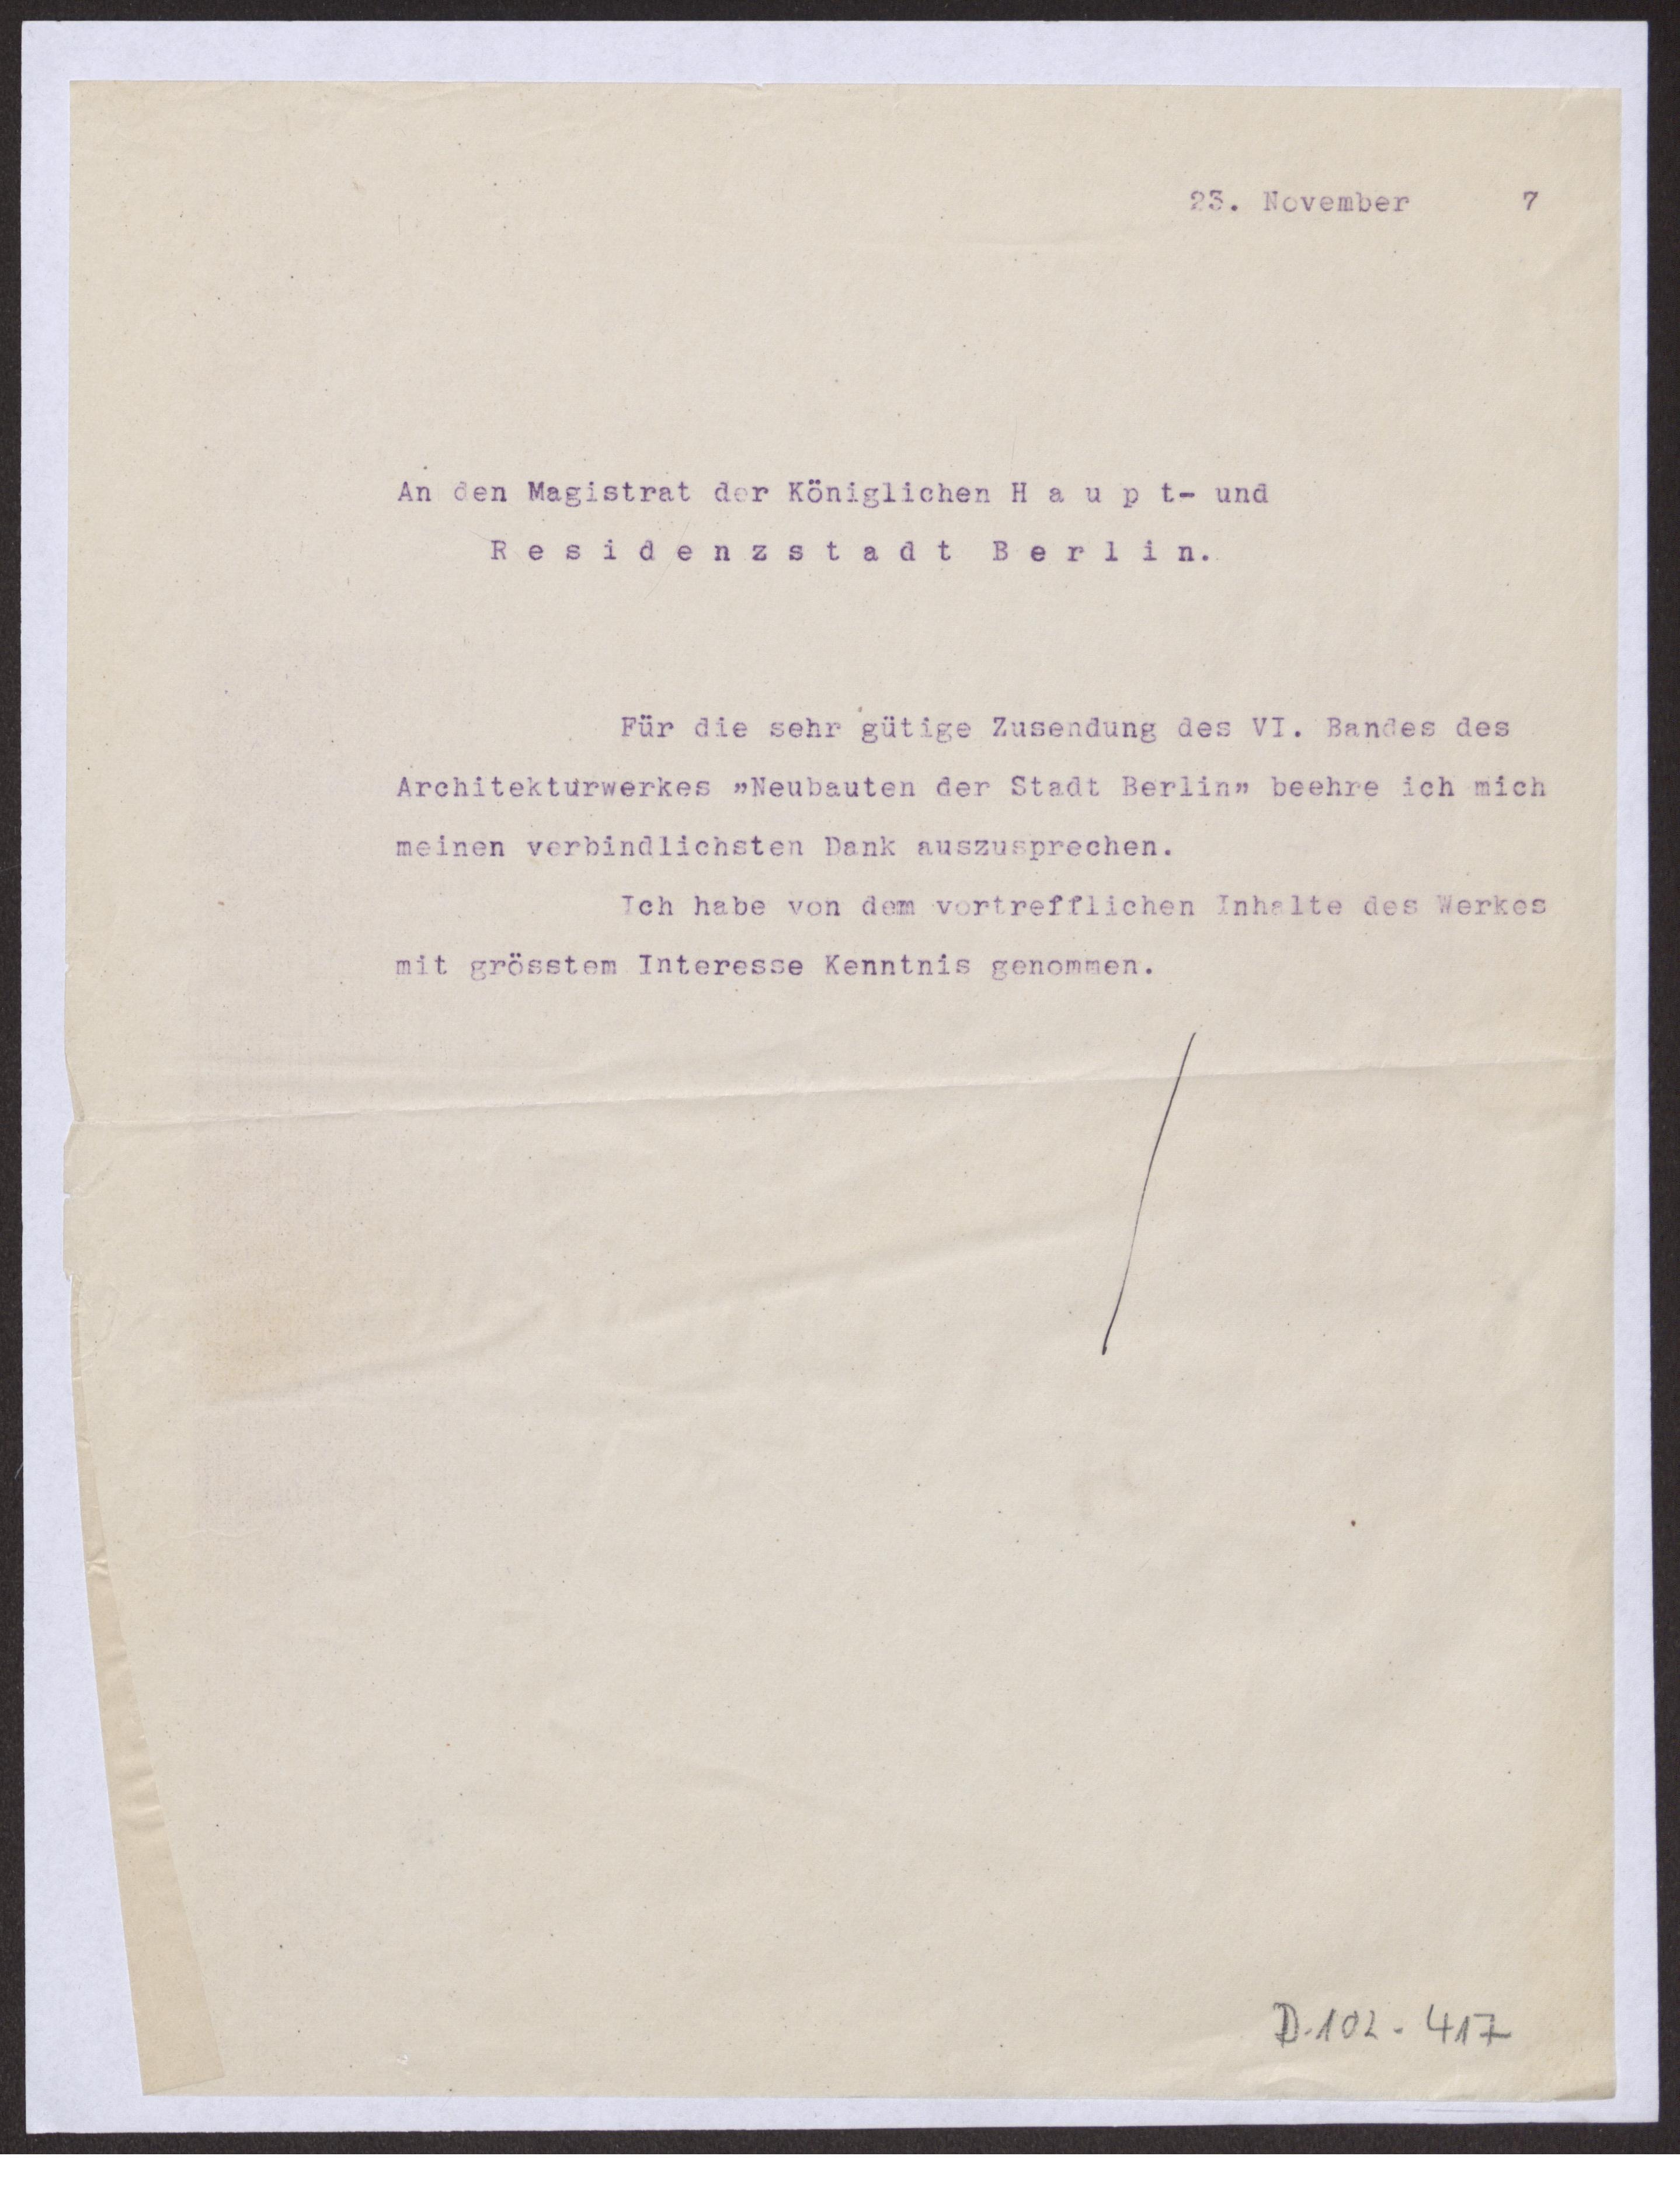 23. November 7
An den Magistrat der Königlichen H a u p t- und
R e s i d e n z s t a d t B e r l i n.
Für die sehr gütige Zusendung des VI. Bandes des
Architekturwerkes „Neubauten der Stadt Berlin„ beehre ich mich
meinen verbindlichsten Dank auszusprechen.
Ich habe von dem vortrefflichen Inhalte des Werkes
mit grösstem Interesse Kenntnis genommen.
D-102-417